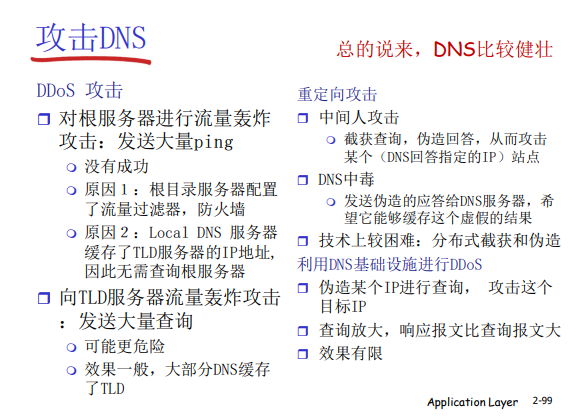 攻击DNS
总的说来，DNS比较健壮
DDoS 攻击
对根服务器进行流量轰炸
攻击：发送大量ping
没有成功
原因1：根目录服务器配置
了流量过滤器，防火墙
原因2：Local DNS 服务器
缓存了TLD服务器的IP地址,
因此无需查询根服务器
向TLD服务器流量轰炸攻击
：发送大量查询
可能更危险
效果一般，大部分DNS缓存
了TLD
重定向攻击
中间人攻击
截获查询，伪造回答，从而攻击
某个（DNS回答指定的IP）站点
DNS中毒
发送伪造的应答给DNS服务器，希
望它能够缓存这个虚假的结果
技术上较困难：分布式截获和伪造
利用DNS基础设施进行DDoS
伪造某个IP进行查询， 攻击这个
目标IP
查询放大，响应报文比查询报文大
效果有限
Application Layer 2-99